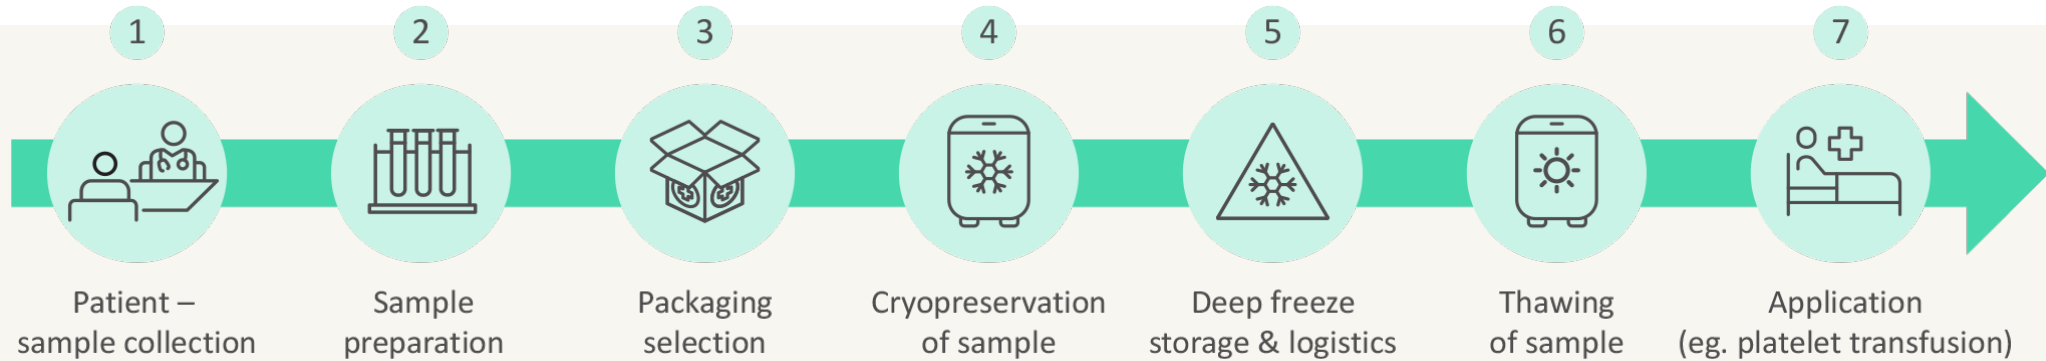 1
2
3
4
5
6
7
Patient –
sample collection
Sample
preparation
Packaging
selection
Cryopreservation
of sample
Deep freeze
storage & logistics
Thawing
of sample
Application
(eg. platelet transfusion)